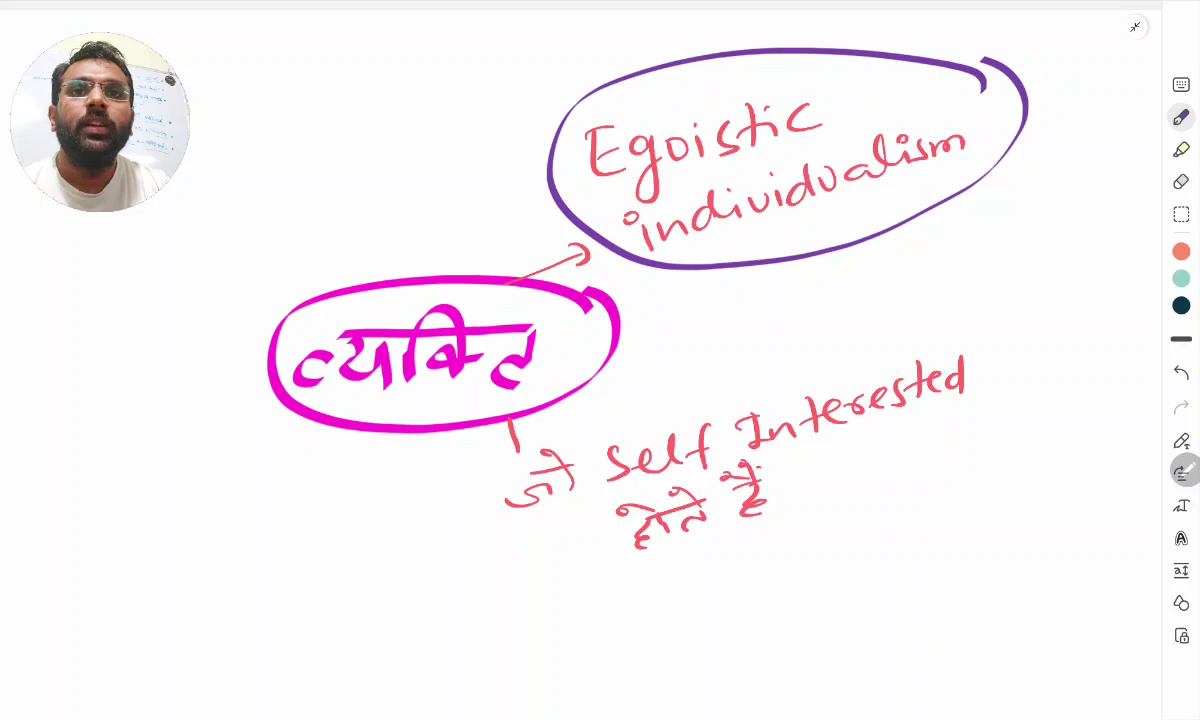 Egoistic
individualism
व्यक्ति
जो Self Interested
होते है